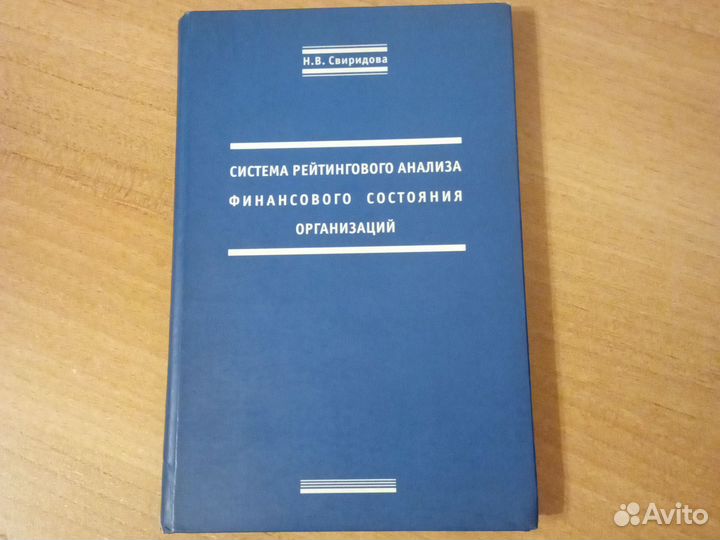 Н.В. Свиридова
СИСТЕМА РЕЙТИНГОВОГО АНАЛИЗА
ФИНАНСОВОГО СОСТОЯНИЯ
ОРГАНИЗАЦИЙ
Avito